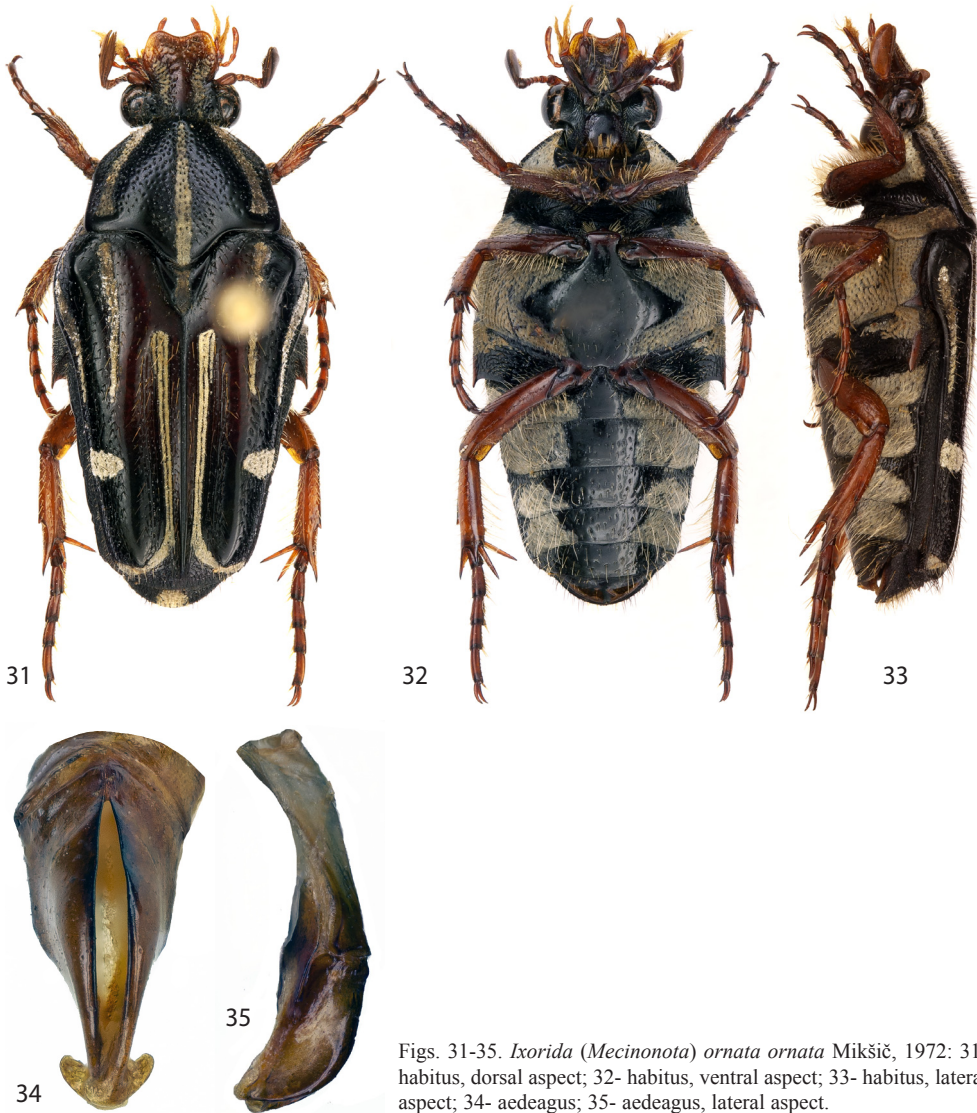 31
32
33
34
35
Figs. 31-35. Ixorida (Mecinonota) ornata ornata Mikšič, 1972: 31
habitus, dorsal aspect; 32- habitus, ventral aspect; 33- habitus, latera
aspect; 34- aedeagus; 35- aedeagus, lateral aspect.